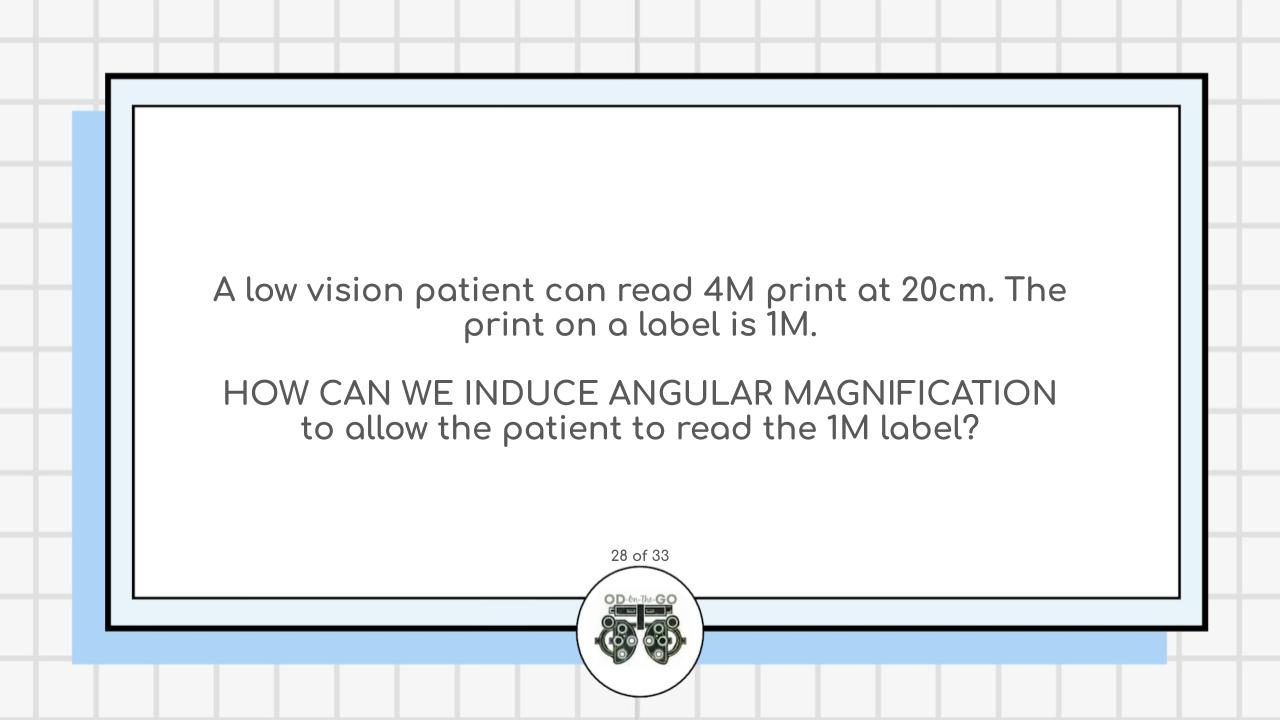 A low vision patient can read 4M print at 20cm. The
print on a label is 1M.
HOW CAN WE INDUCE ANGULAR MAGNIFICATION
to allow the patient to read the 1M label?
28 of 33
OD-On-The-GO